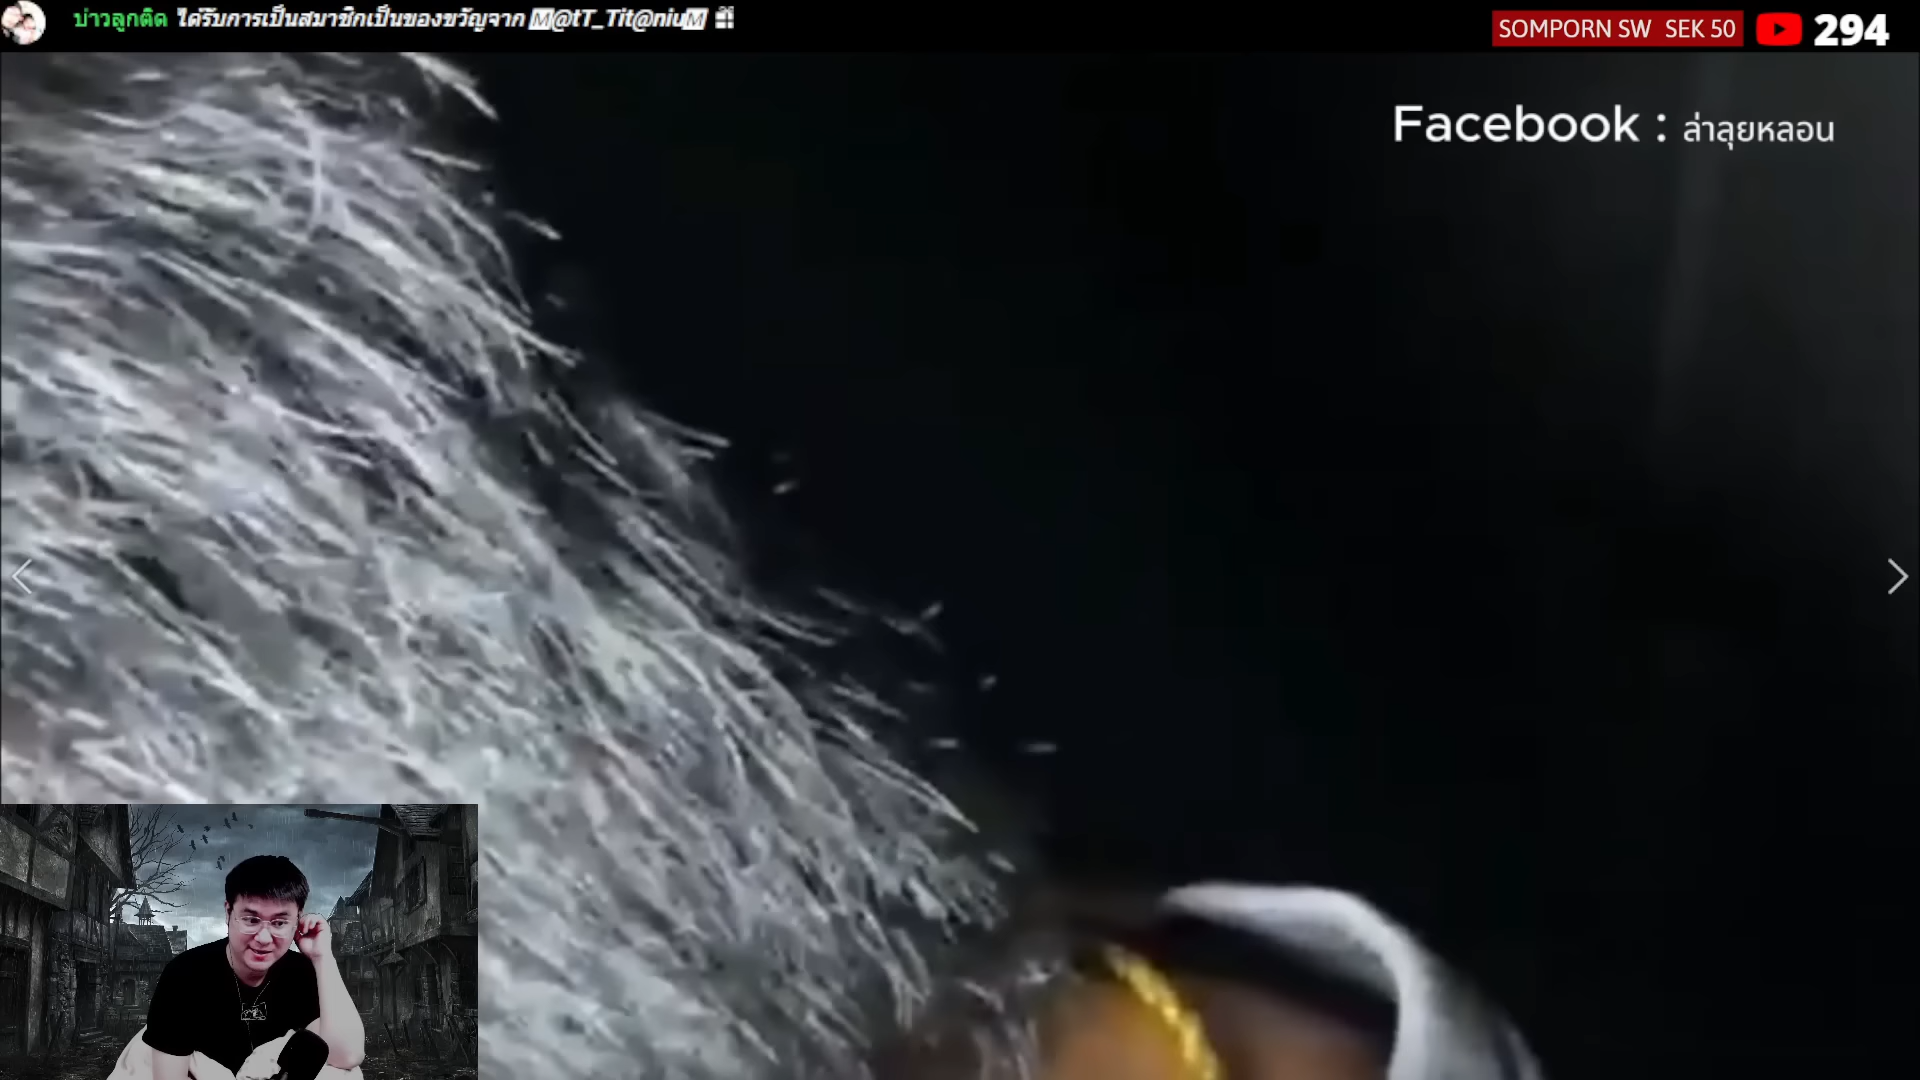 บ่าวลูกติด ได้รับการเป็นสมาชิกเป็นของขวัญจาก 🄼@tT_Tit@niu🄼
SOMPORN SW SEK 50
294
Facebook : ล่าลุยหลอน